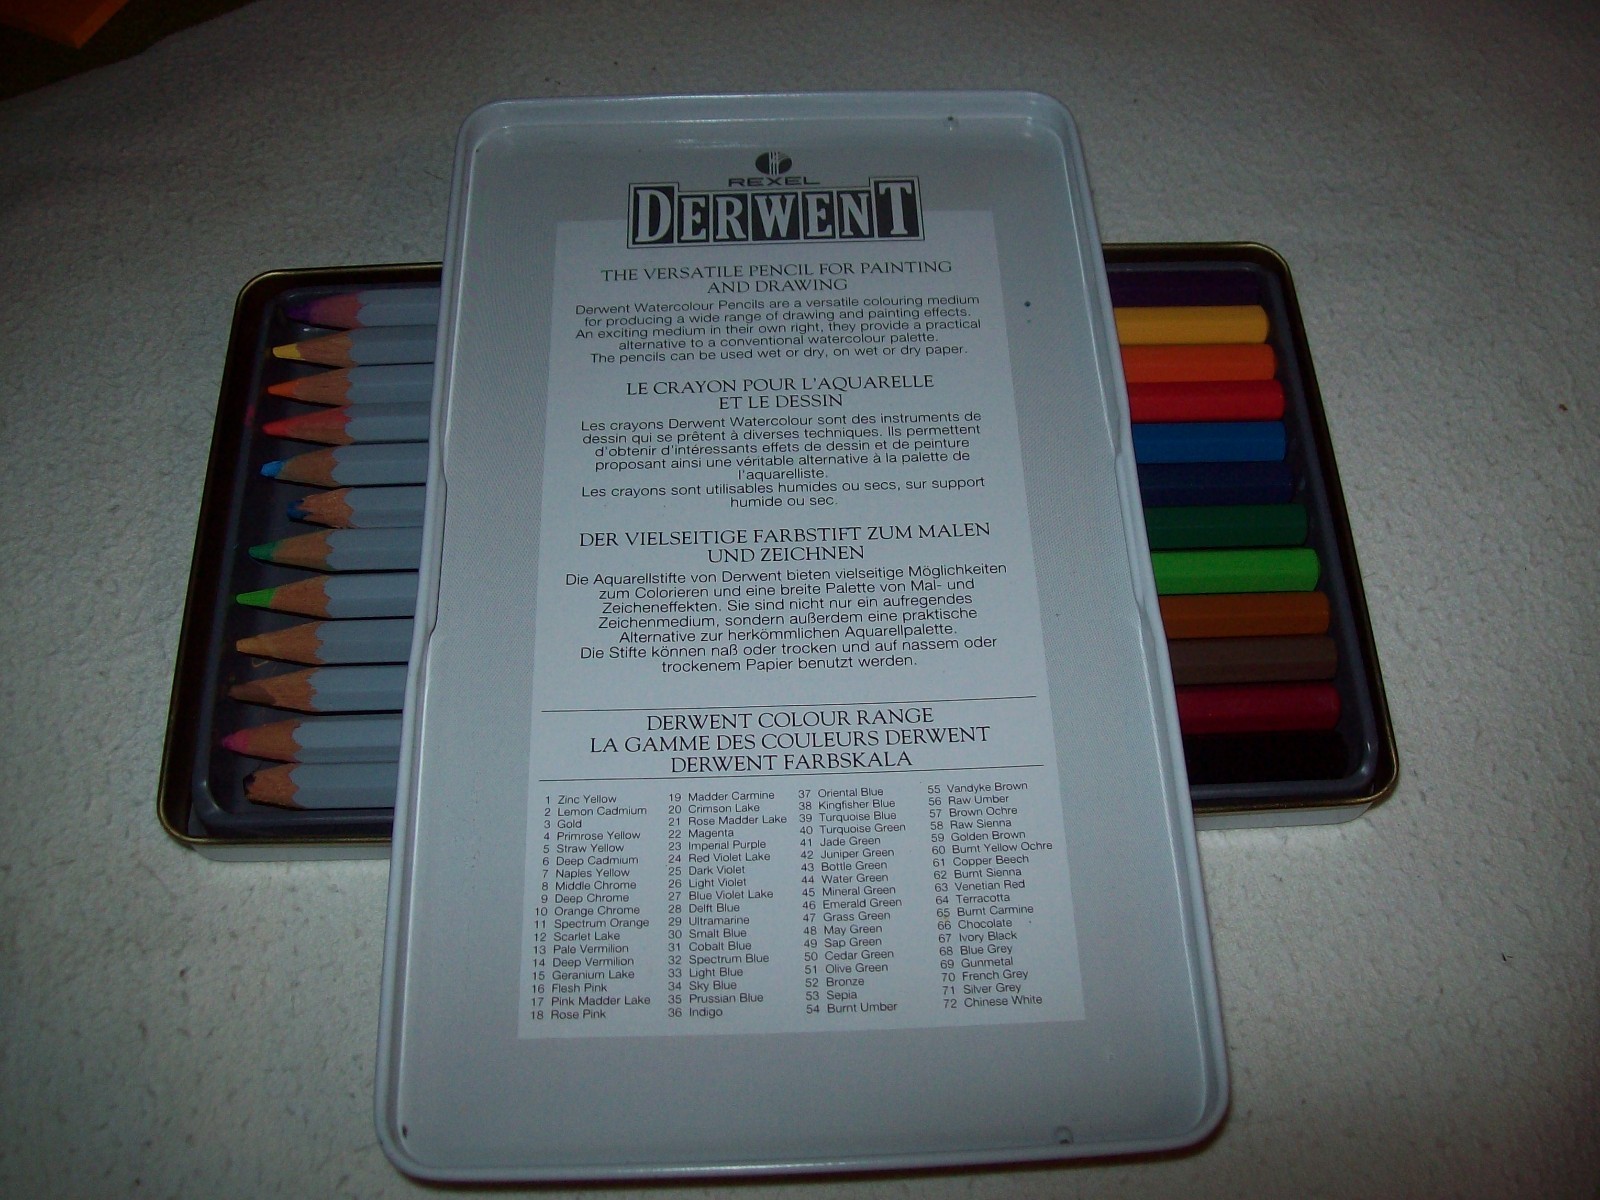 REXEL
DERWENT
THE VERSATILE PENCIL FOR PAINTING
AND DRAWING
Derwent Watercolour Pencils are a versatile colouring medium
for producing a wide range of drawing and painting effects.
An exciting medium in their own right, they provide a practical
alternative to a conventional watercolour palette.
The pencils can be used wet or dry, on wet or dry paper.
LE CRAYON POUR L'AQUARELLE
ET LE DESSIN
Les crayons Derwent Watercolour sont des instruments de
dessin qui se prêtent à diverses techniques. Ils permettent
d'obtenir d'intéressants effets de dessin et de peinture
proposant ainsi une véritable alternative à la palette de
l'aquarelliste.
Les crayons sont utilisables humides ou secs, sur support
humide ou sec.
DER VIELSEITIGE FARBSTIFT ZUM MALEN
UND ZEICHNEN
Die Aquarellstifte von Derwent bieten vielseitige Möglichkeiten
zum Colorieren und eine breite Palette von Mal- und
Zeicheneffekten. Sie sind nicht nur ein aufregendes
Zeichenmedium, sondern außerdem eine praktische
Alternative zur herkömmlichen Aquarellpalette.
Die Stifte können naß oder trocken und auf nassem oder
trockenem Papier benutzt werden.
DERWENT COLOUR RANGE
LA GAMME DES COULEURS DERWENT
DERWENT FARBSKALA
1 Zinc Yellow
2 Lemon Cadmium
3 Gold
4 Primrose Yellow
5 Straw Yellow
6 Deep Cadmium
7 Naples Yellow
8 Middle Chrome
9 Deep Chrome
10 Orange Chrome
11 Spectrum Orange
12 Scarlet Lake
13 Pale Vermilion
14 Deep Vermilion
15 Geranium Lake
16 Flesh Pink
17 Pink Madder Lake
18 Rose Pink
19 Madder Carmine
20 Crimson Lake
21 Rose Madder Lake
22 Magenta
23 Imperial Purple
24 Red Violet Lake
25 Dark Violet
26 Light Violet
27 Blue Violet Lake
28 Delft Blue
29 Ultramarine
30 Smalt Blue
31 Cobalt Blue
32 Spectrum Blue
33 Light Blue
34 Sky Blue
35 Prussian Blue
36 Indigo
37 Oriental Blue
38 Kingfisher Blue
39 Turquoise Blue
40 Turquoise Green
41 Jade Green
42 Juniper Green
43 Bottle Green
44 Water Green
45 Mineral Green
46 Emerald Green
47 Grass Green
48 May Green
49 Sap Green
50 Cedar Green
51 Olive Green
52 Bronze
53 Sepia
54 Burnt Umber
55 Vandyke Brown
56 Raw Umber
57 Brown Ochre
58 Raw Sienna
59 Golden Brown
60 Burnt Yellow Ochre
61 Copper Beech
62 Burnt Sienna
63 Venetian Red
64 Terracotta
65 Burnt Carmine
66 Chocolate
67 Ivory Black
68 Blue Grey
69 Gunmetal
70 French Grey
71 Silver Grey
72 Chinese White